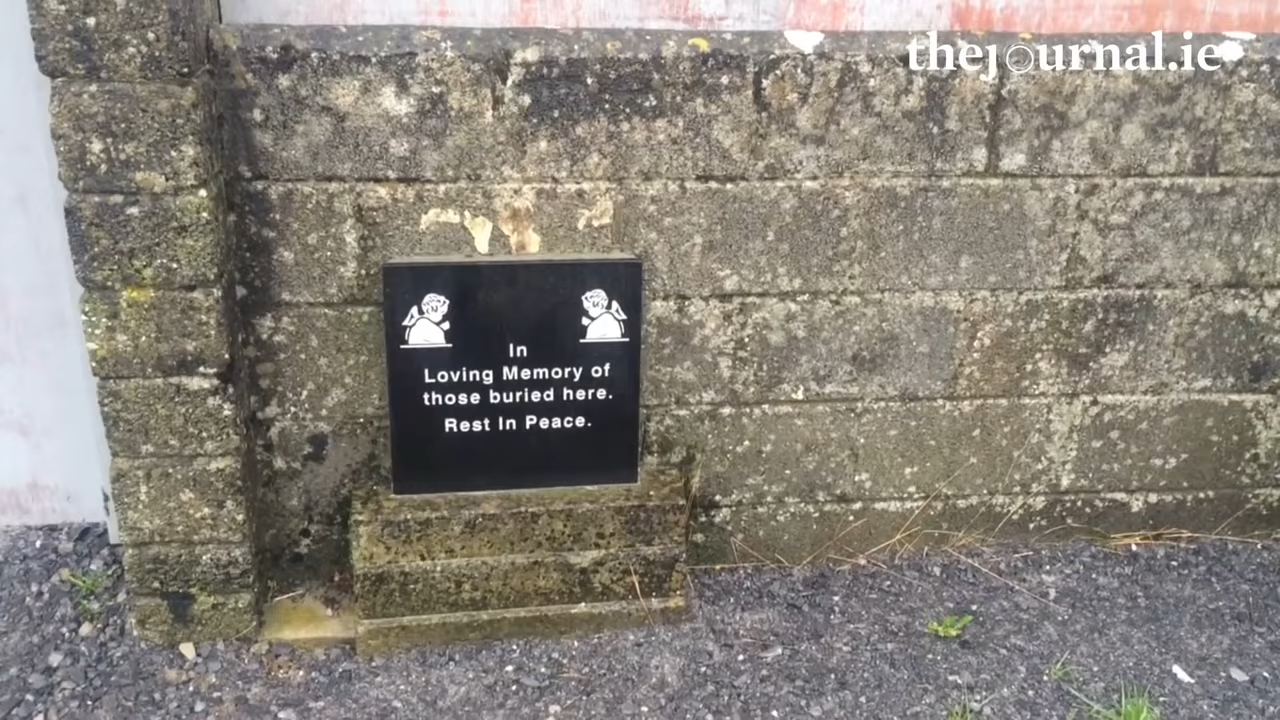 thejournal.ie
In
Loving Memory of
those buried here.
Rest In Peace.